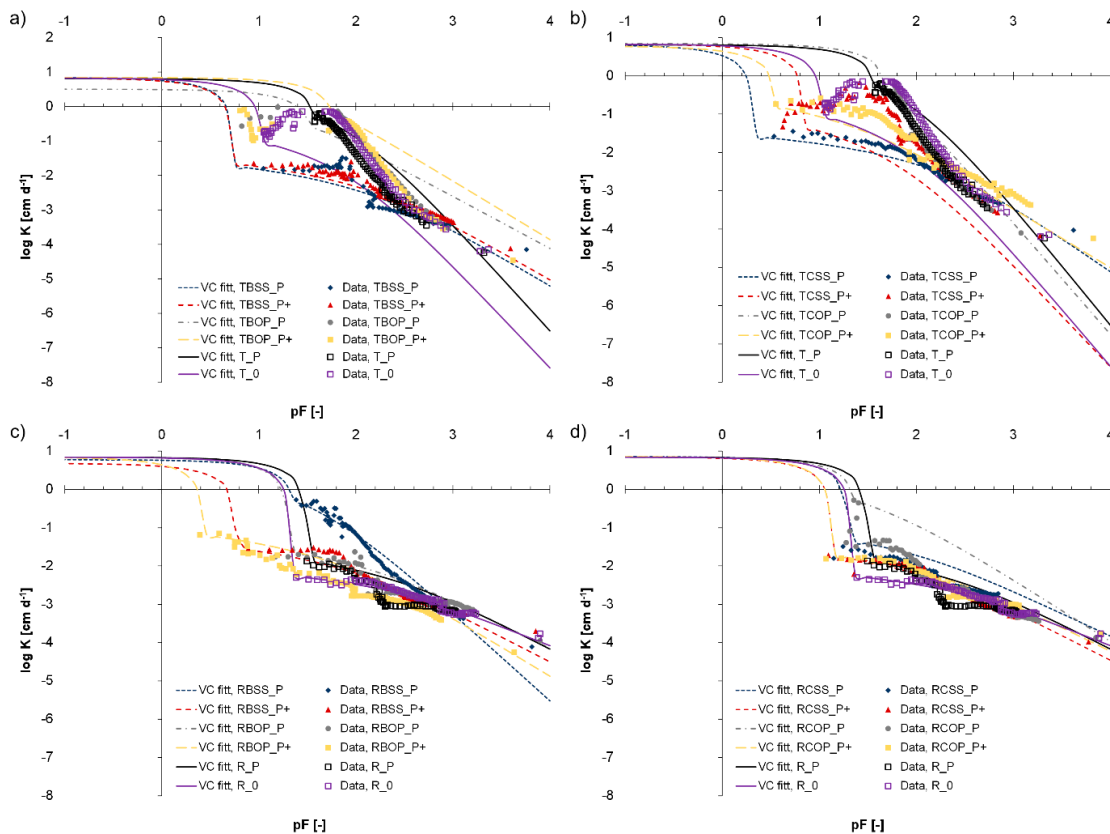 a)
-1 0 1 2 3 4
2
1
0
-1
-2
-3
-4
-5
-6
-7
-8
log K [cm d⁻¹]
VC fitt, TBSS_P Data, TBSS_P
VC fitt, TBSS_P+ Data, TBSS_P+
VC fitt, TBOP_P Data, TBOP_P
VC fitt, TBOP_P+ Data, TBOP_P+
VC fitt, T_P Data, T_P
VC fitt, T_0 Data, T_0
pF [-]
b)
-1 0 1 2 3 4
1
0
-1
-2
-3
-4
-5
-6
-7
-8
log K [cm d⁻¹]
VC fitt, TCSS_P Data, TCSS_P
VC fitt, TCSS_P+ Data, TCSS_P+
VC fitt, TCOP_P Data, TCOP_P
VC fitt, TCOP_P+ Data, TCOP_P+
VC fitt, T_P Data, T_P
VC fitt, T_0 Data, T_0
pF [-]
c)
-1 0 1 2 3 4
1
0
-1
-2
-3
-4
-5
-6
-7
-8
log K [cm d⁻¹]
VC fitt, RBSS_P Data, RBSS_P
VC fitt, RBSS_P+ Data, RBSS_P+
VC fitt, RBOP_P Data, RBOP_P
VC fitt, RBOP_P+ Data, RBOP_P+
VC fitt, R_P Data, R_P
VC fitt, R_0 Data, R_0
pF [-]
d)
-1 0 1 2 3 4
1
0
-1
-2
-3
-4
-5
-6
-7
-8
log K [cm d⁻¹]
VC fitt, RCSS_P Data, RCSS_P
VC fitt, RCSS_P+ Data, RCSS_P+
VC fitt, RCOP_P Data, RCOP_P
VC fitt, RCOP_P+ Data, RCOP_P+
VC fitt, R_P Data, R_P
VC fitt, R_0 Data, R_0
pF [-]